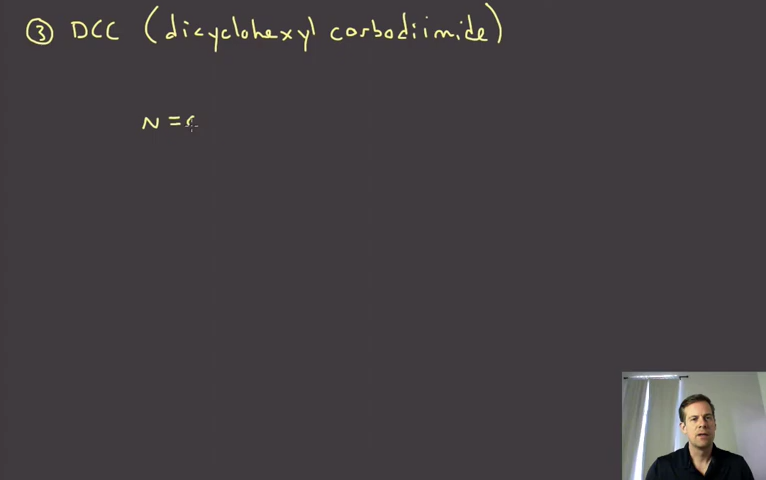 ③ DCC (dicyclohexyl carbodiimide)
N=C